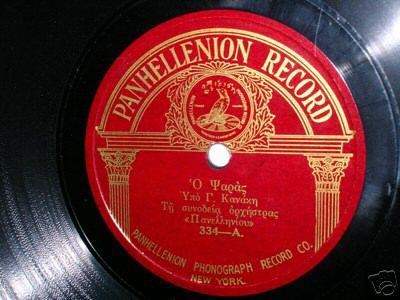 PANHELLENION RECORD
Ὁ Ψαρᾶς
Ὑπὸ Γ. Κανάκη
Τῇ συνοδείᾳ ὀρχήστρας
«Πανελληνίου»
334—A.
PANHELLENION PHONOGRAPH RECORD CO.
NEW YORK.